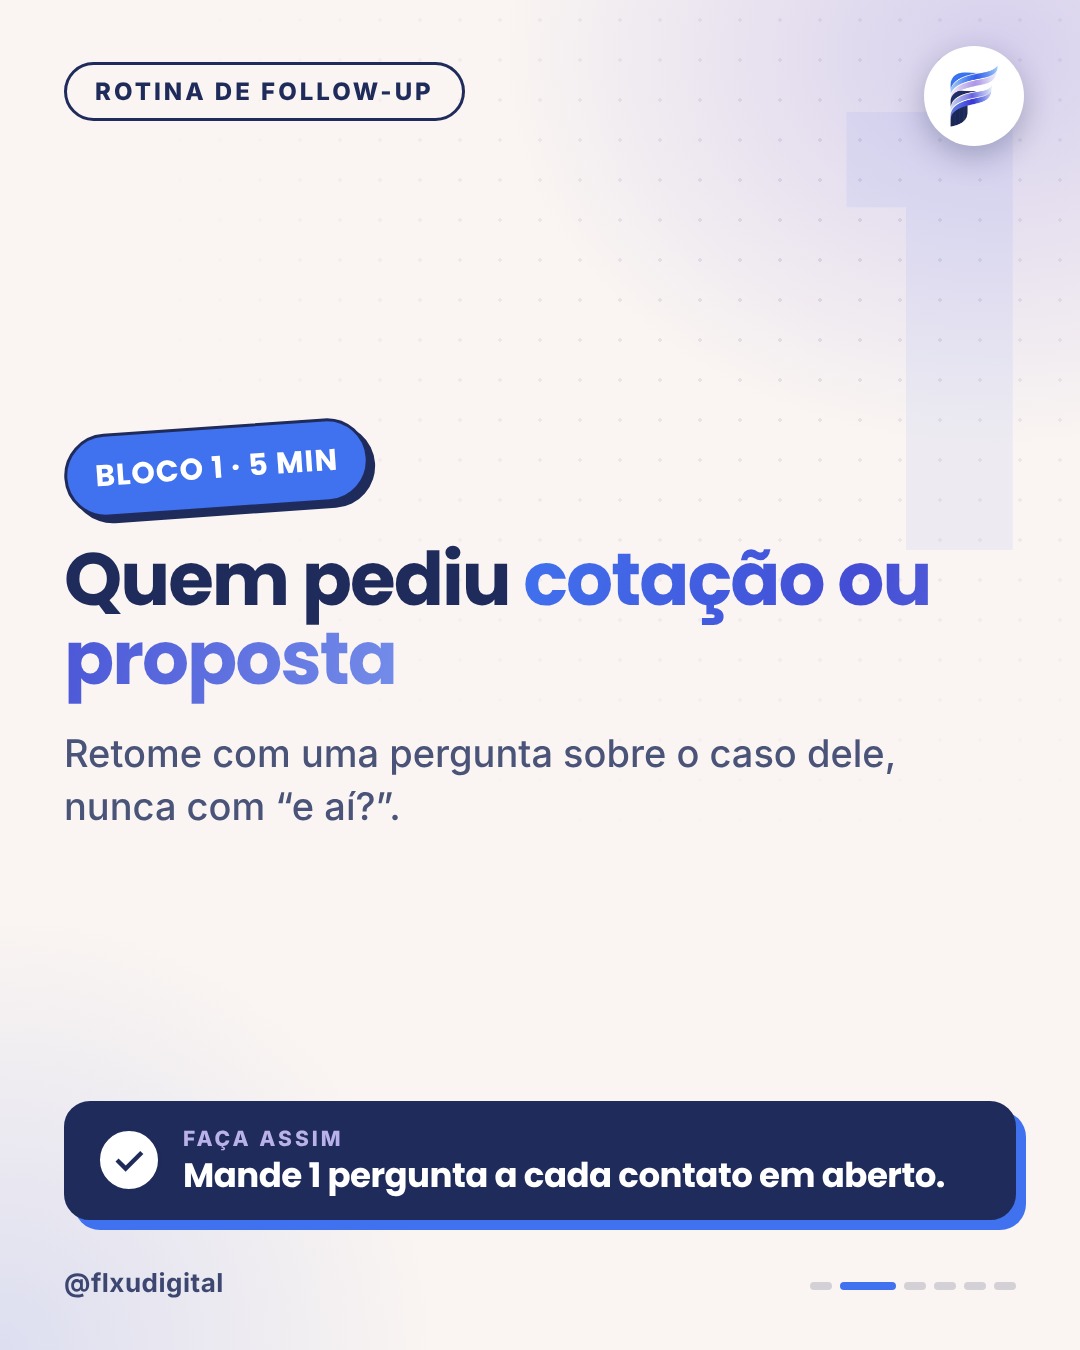 ROTINA DE FOLLOW-UP
1
BLOCO 1 · 5 MIN
Quem pediu cotação ou
proposta
Retome com uma pergunta sobre o caso dele,
nunca com “e aí?”.
FAÇA ASSIM
Mande 1 pergunta a cada contato em aberto.
@flxudigital